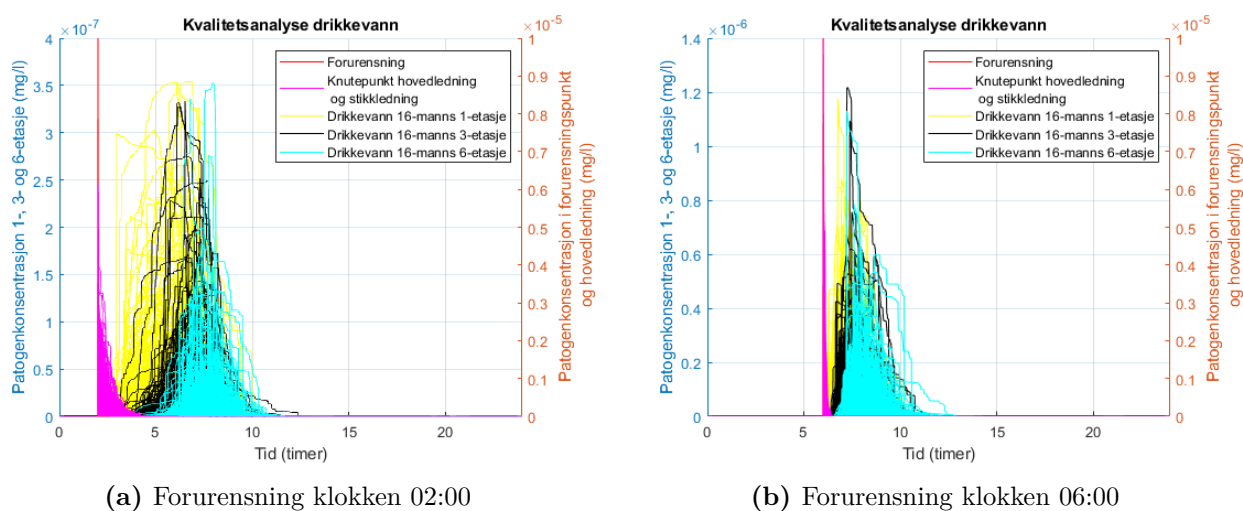 Kvalitetsanalyse drikkevann
×10⁻⁷
×10⁻⁵
4
3.5
3
2.5
2
1.5
1
0.5
0
Patogenkonsentrasjon 1-, 3- og 6-etasje (mg/l)
Forurensning
Knutepunkt hovedledning
og stikkledning
Drikkevann 16-manns 1-etasje
Drikkevann 16-manns 3-etasje
Drikkevann 16-manns 6-etasje
1
0.9
0.8
0.7
0.6
0.5
0.4
0.3
0.2
0.1
0
Patogenkonsentrasjon i forurensningspunkt
og hovedledning (mg/l)
0 5 10 15 20
Tid (timer)
(a) Forurensning klokken 02:00
Kvalitetsanalyse drikkevann
×10⁻⁶
×10⁻⁵
1.4
1.2
1
0.8
0.6
0.4
0.2
0
Patogenkonsentrasjon 1-, 3- og 6-etasje (mg/l)
Forurensning
Knutepunkt hovedledning
og stikkledning
Drikkevann 16-manns 1-etasje
Drikkevann 16-manns 3-etasje
Drikkevann 16-manns 6-etasje
1
0.9
0.8
0.7
0.6
0.5
0.4
0.3
0.2
0.1
0
Patogenkonsentrasjon i forurensningspunkt
og hovedledning (mg/l)
0 5 10 15 20
Tid (timer)
(b) Forurensning klokken 06:00